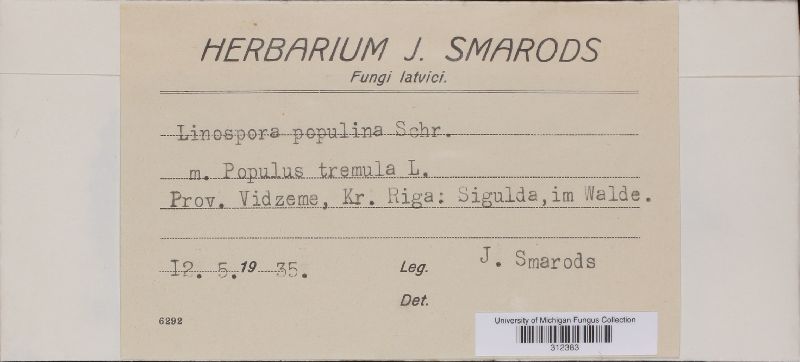 HERBARIUM J. SMARODS
Fungi latvici.
Linospora populina Schr.
m. Populus tremula L.
Prov. Vidzeme, Kr. Riga: Sigulda, im Walde.
I2. 5. 19 35.
Leg. J. Smarods
Det.
6292
University of Michigan Fungus Collection
312363